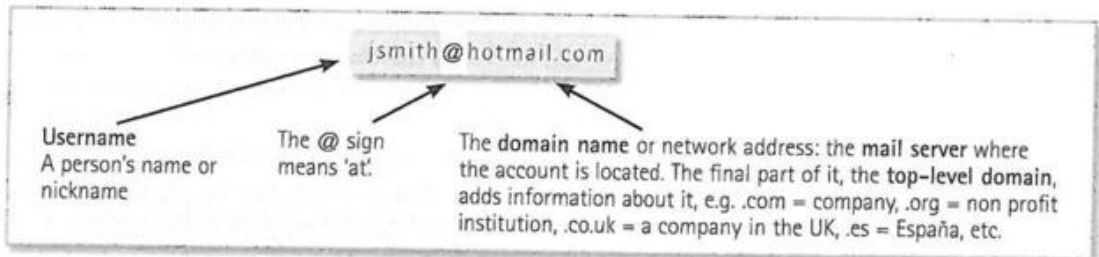 jsmith@hotmail.com
Username
A person's name or
nickname
The @ sign
means 'at'.
The domain name or network address: the mail server where
the account is located. The final part of it, the top-level domain,
adds information about it, e.g. .com = company, .org = non profit
institution, .co.uk = a company in the UK, .es = España, etc.